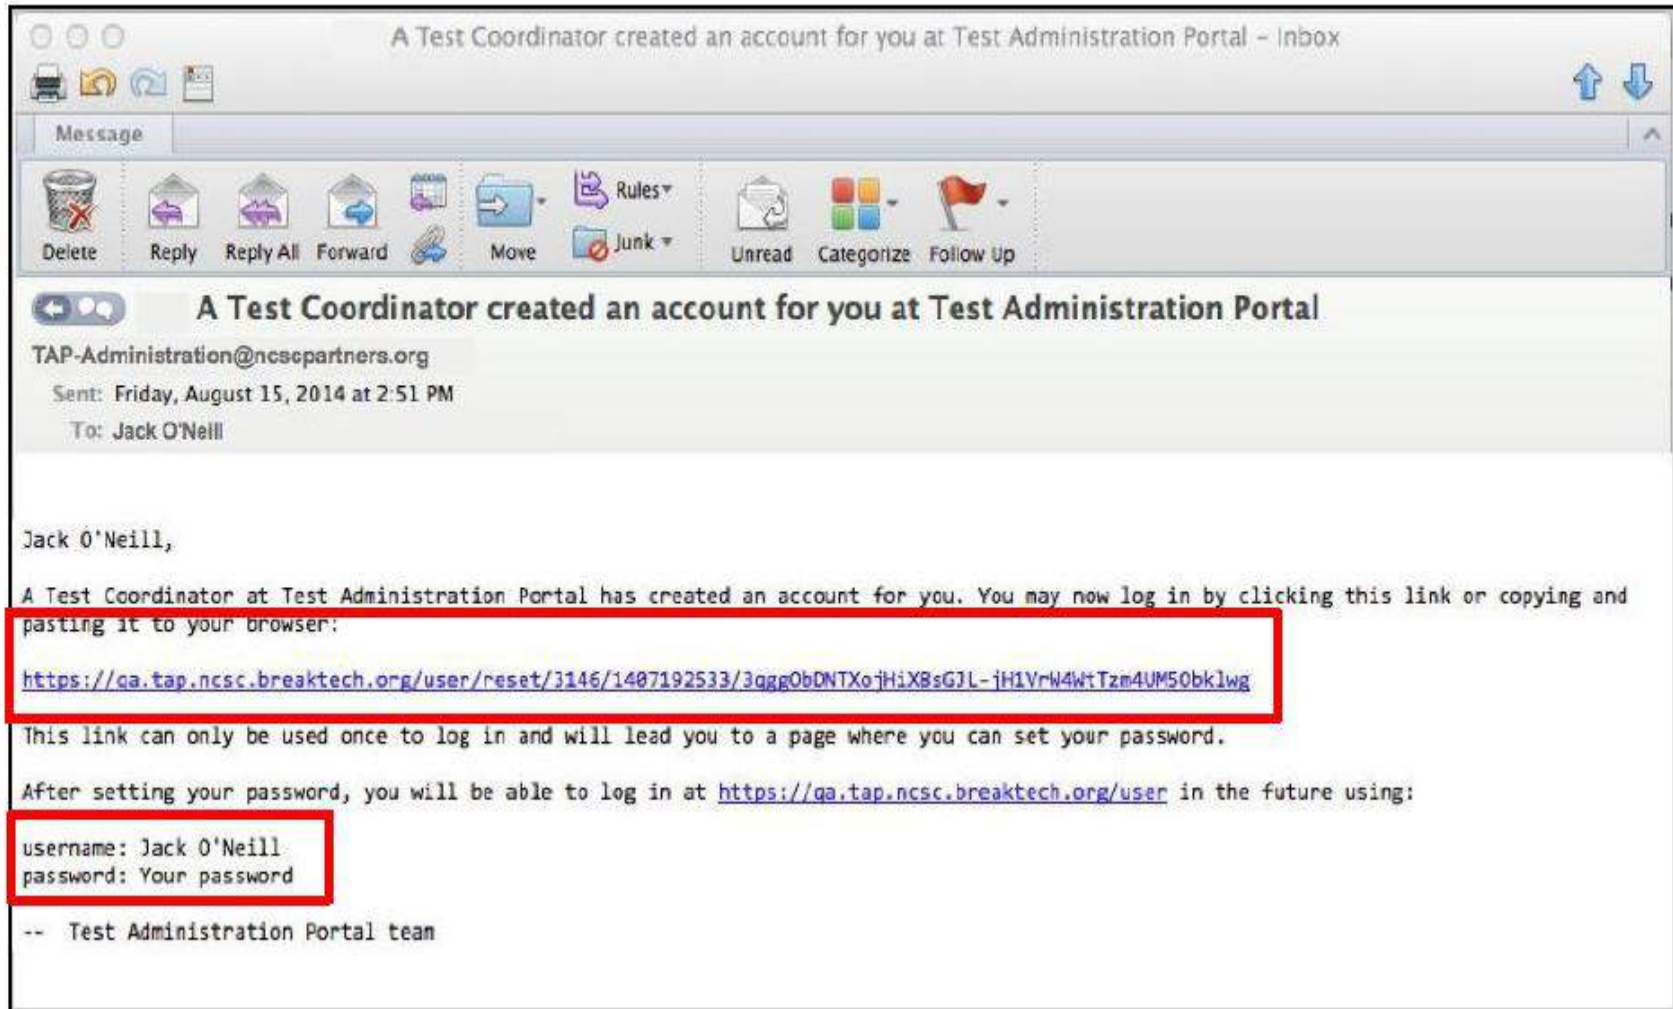 A Test Coordinator created an account for you at Test Administration Portal – Inbox
Message
Delete
Reply
Reply All
Forward
Move
Rules
Junk
Unread
Categorize
Follow Up
A Test Coordinator created an account for you at Test Administration Portal
TAP-Administration@ncscpartners.org
Sent: Friday, August 15, 2014 at 2:51 PM
To: Jack O'Neill
Jack O'Neill,
A Test Coordinator at Test Administration Portal has created an account for you. You may now log in by clicking this link or copying and
pasting it to your browser:
https://qa.tap.ncsc.breaktech.org/user/reset/3146/1407192533/3qggObDNTXojHiXBsGJL-jH1VrW4WtTzm4UM5Obklwg
This link can only be used once to log in and will lead you to a page where you can set your password.
After setting your password, you will be able to log in at https://qa.tap.ncsc.breaktech.org/user in the future using:
username: Jack O'Neill
password: Your password
-- Test Administration Portal team